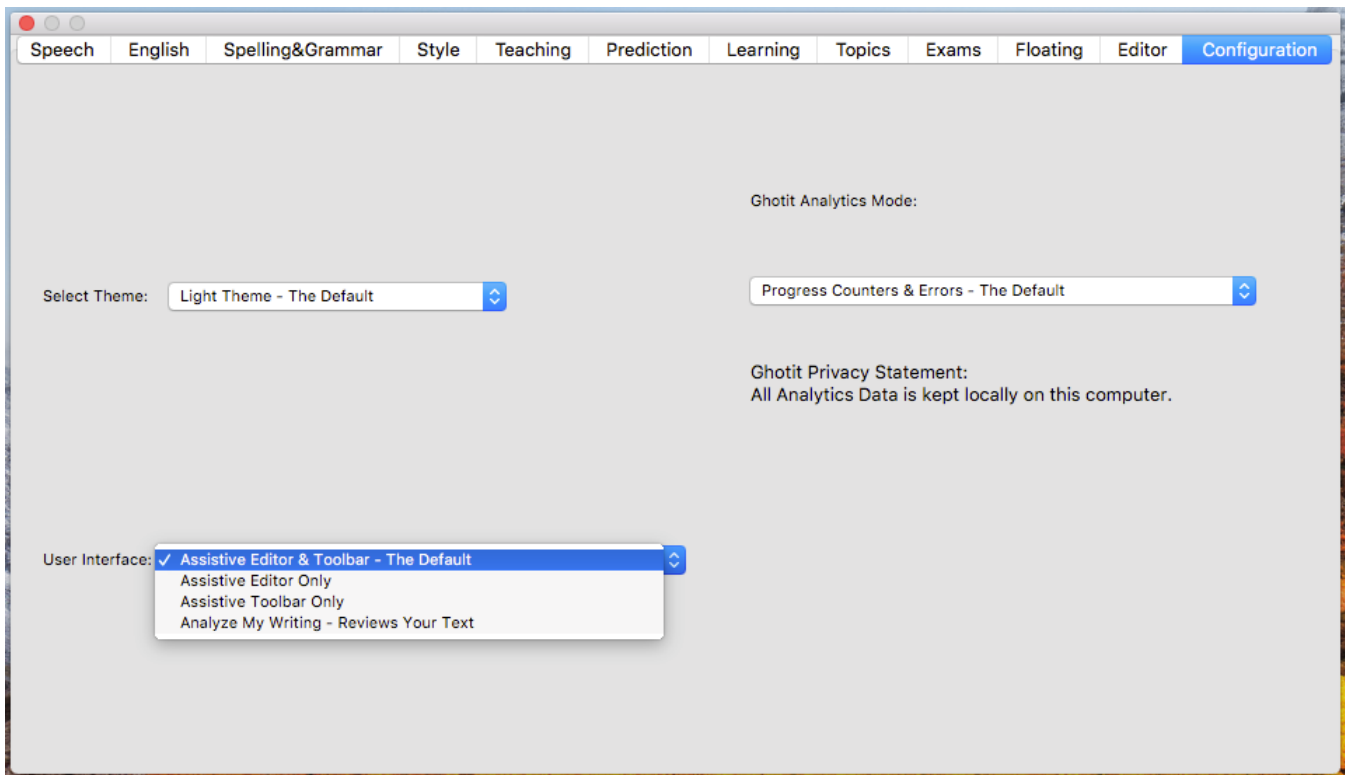 Speech English Spelling&Grammar Style Teaching Prediction Learning Topics Exams Floating Editor Configuration
Ghotit Analytics Mode:
Select Theme: Light Theme - The Default
Progress Counters & Errors - The Default
Ghotit Privacy Statement:
All Analytics Data is kept locally on this computer.
User Interface: ✓ Assistive Editor & Toolbar - The Default
Assistive Editor Only
Assistive Toolbar Only
Analyze My Writing - Reviews Your Text